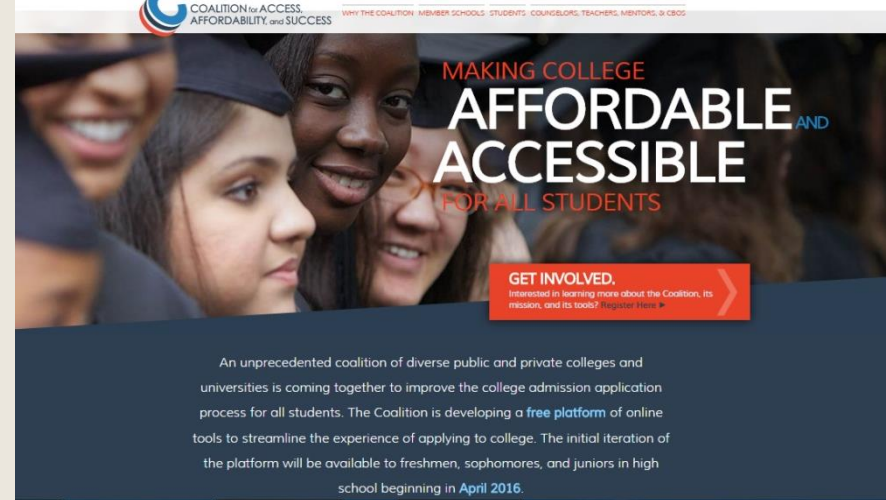 COALITION for ACCESS,
AFFORDABILITY, and SUCCESS
WHY THE COALITION MEMBER SCHOOLS STUDENTS COUNSELORS, TEACHERS, MENTORS, & CBOS
MAKING COLLEGE
AFFORDABLE AND
ACCESSIBLE
FOR ALL STUDENTS
GET INVOLVED.
Interested in learning more about the Coalition, its
mission, and its tools? Register Here ►
An unprecedented coalition of diverse public and private colleges and
universities is coming together to improve the college admission application
process for all students. The Coalition is developing a free platform of online
tools to streamline the experience of applying to college. The initial iteration of
the platform will be available to freshmen, sophomores, and juniors in high
school beginning in April 2016.